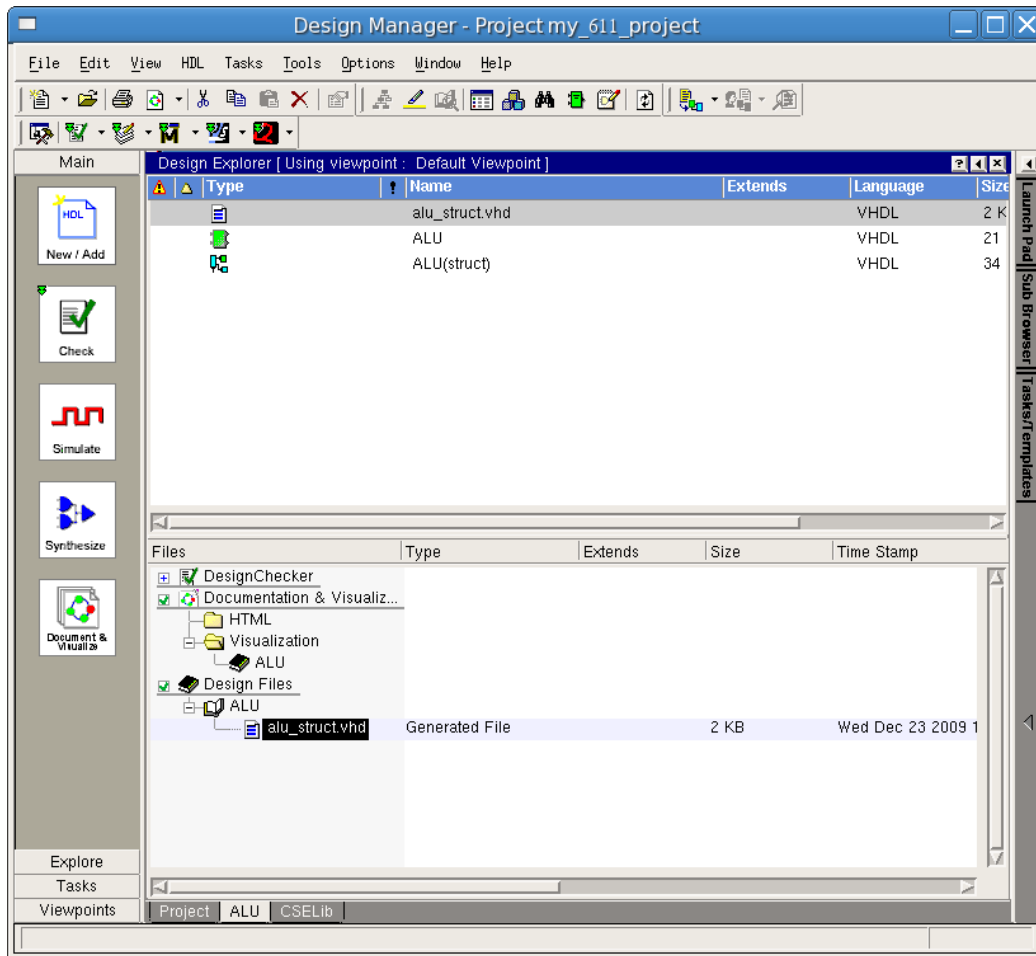 Design Manager - Project my_611_project
File Edit View HDL Tasks Tools Options Window Help
Main
Design Explorer [ Using viewpoint : Default Viewpoint ]
Type ! Name Extends Language Size
alu_struct.vhd VHDL 2 K
ALU VHDL 21
ALU(struct) VHDL 34
HDL
New / Add
Check
Simulate
Synthesize
Document &
Visualize
Launch Pad
Sub Browser
Tasks/Templates
Files Type Extends Size Time Stamp
DesignChecker
Documentation & Visualiz...
HTML
Visualization
ALU
Design Files
ALU
alu_struct.vhd Generated File 2 KB Wed Dec 23 2009 1
Explore
Tasks
Viewpoints
Project ALU CSELib